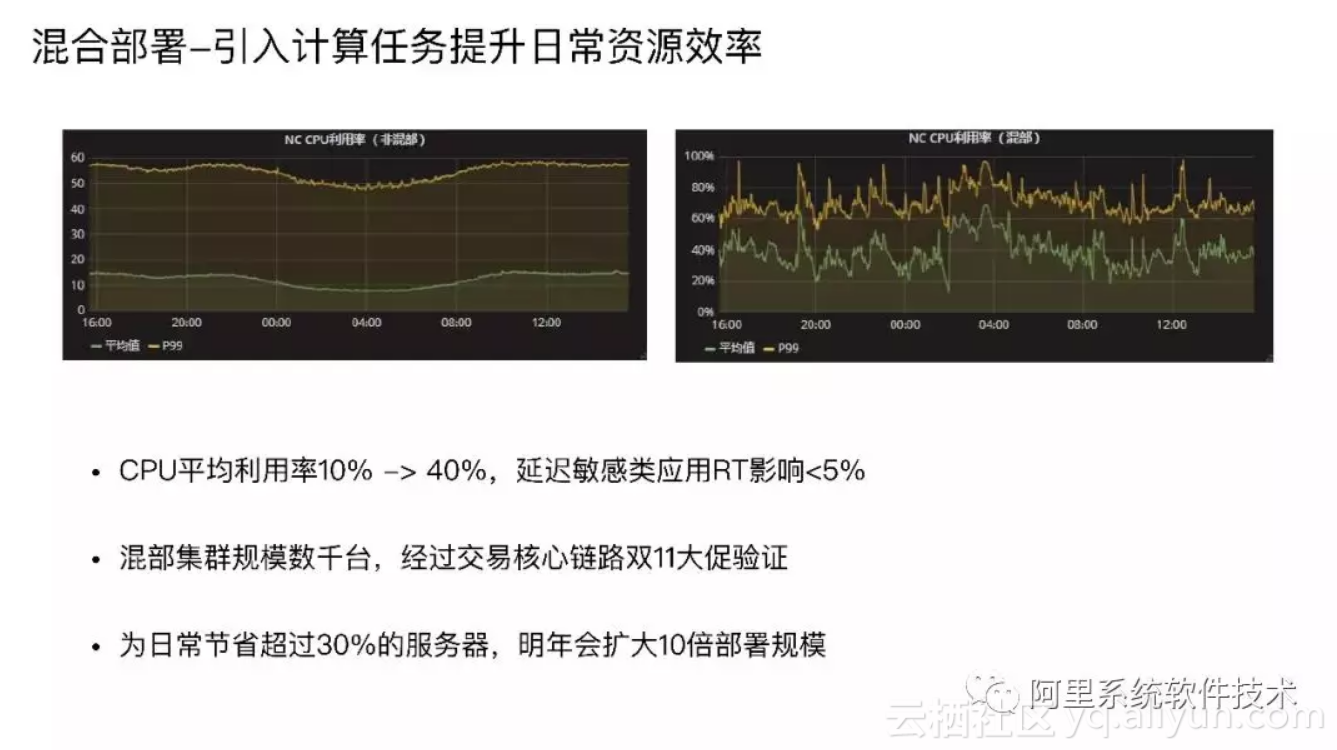 混合部署-引入计算任务提升日常资源效率
NC CPU利用率（非混部）
60
50
40
30
20
10
0
16:00 20:00 00:00 04:00 08:00 12:00
平均值 P99
NC CPU利用率（混部）
100%
80%
60%
40%
20%
0%
16:00 20:00 00:00 04:00 08:00 12:00
平均值 P99
• CPU平均利用率10% -> 40%，延迟敏感类应用RT影响<5%
• 混部集群规模数千台，经过交易核心链路双11大促验证
• 为日常节省超过30%的服务器，明年会扩大10倍部署规模
阿里系统软件技术
云栖社区 yq.aliyun.com